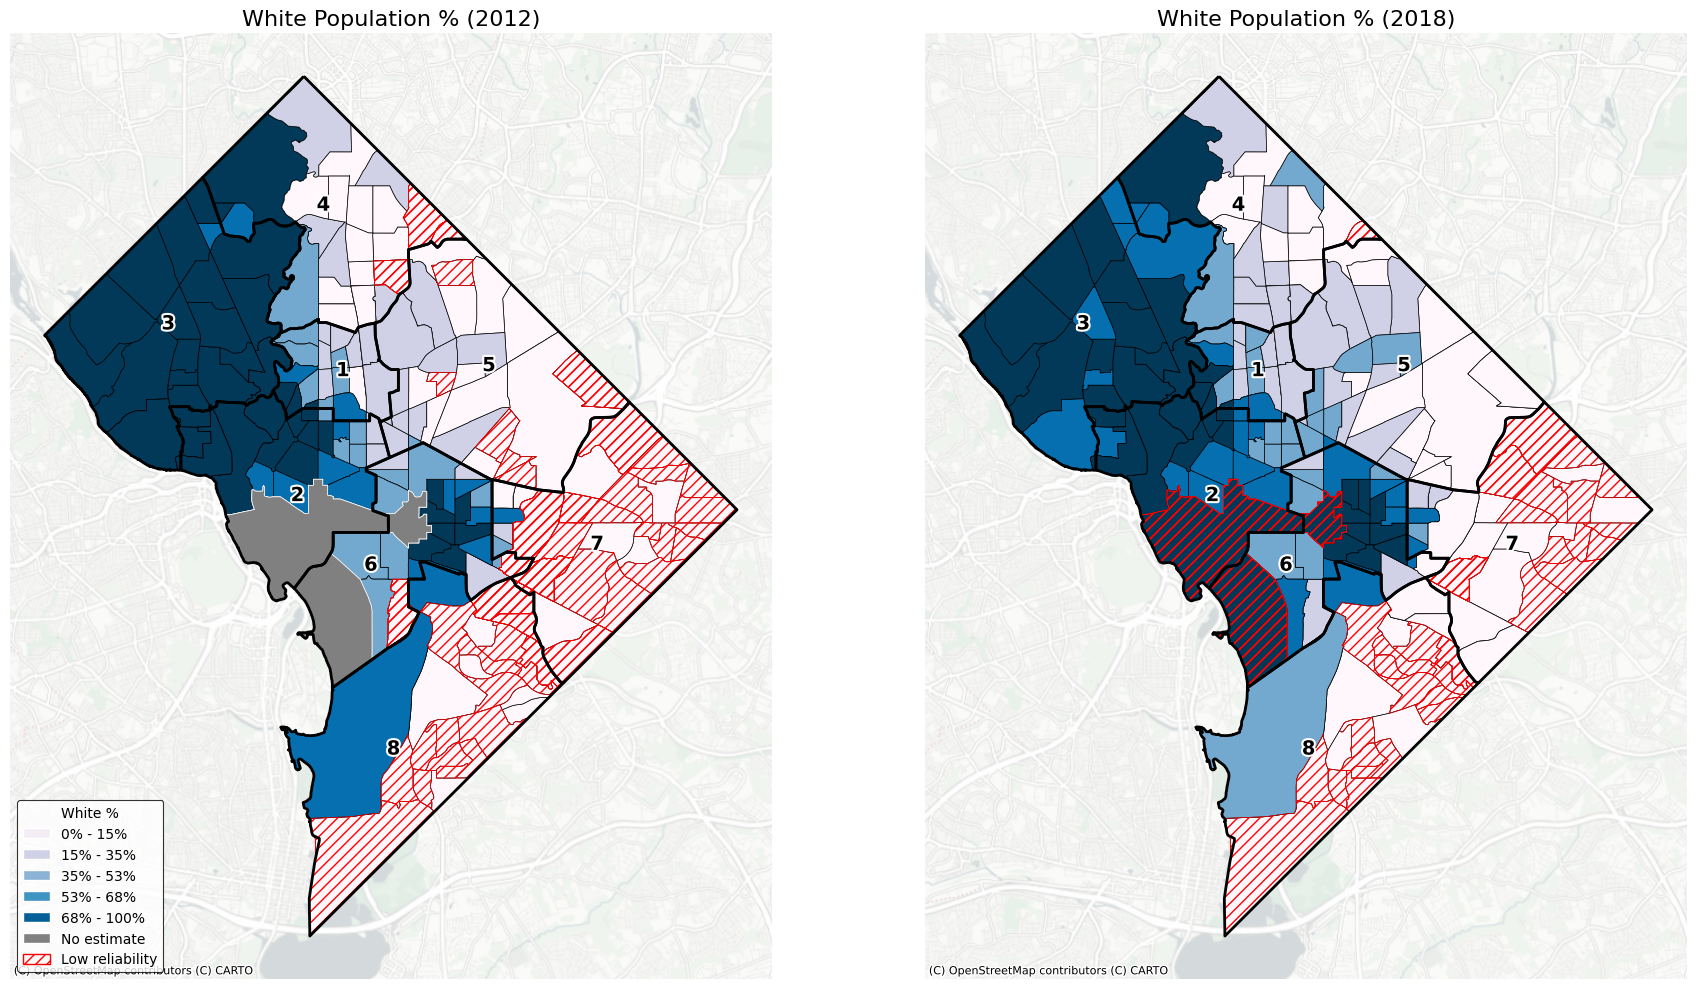 White Population % (2012)
4
3
1
5
2
7
6
8
White %
0% - 15%
15% - 35%
35% - 53%
53% - 68%
68% - 100%
No estimate
Low reliability
(C) OpenStreetMap contributors (C) CARTO
White Population % (2018)
4
3
1
5
2
7
6
8
(C) OpenStreetMap contributors (C) CARTO